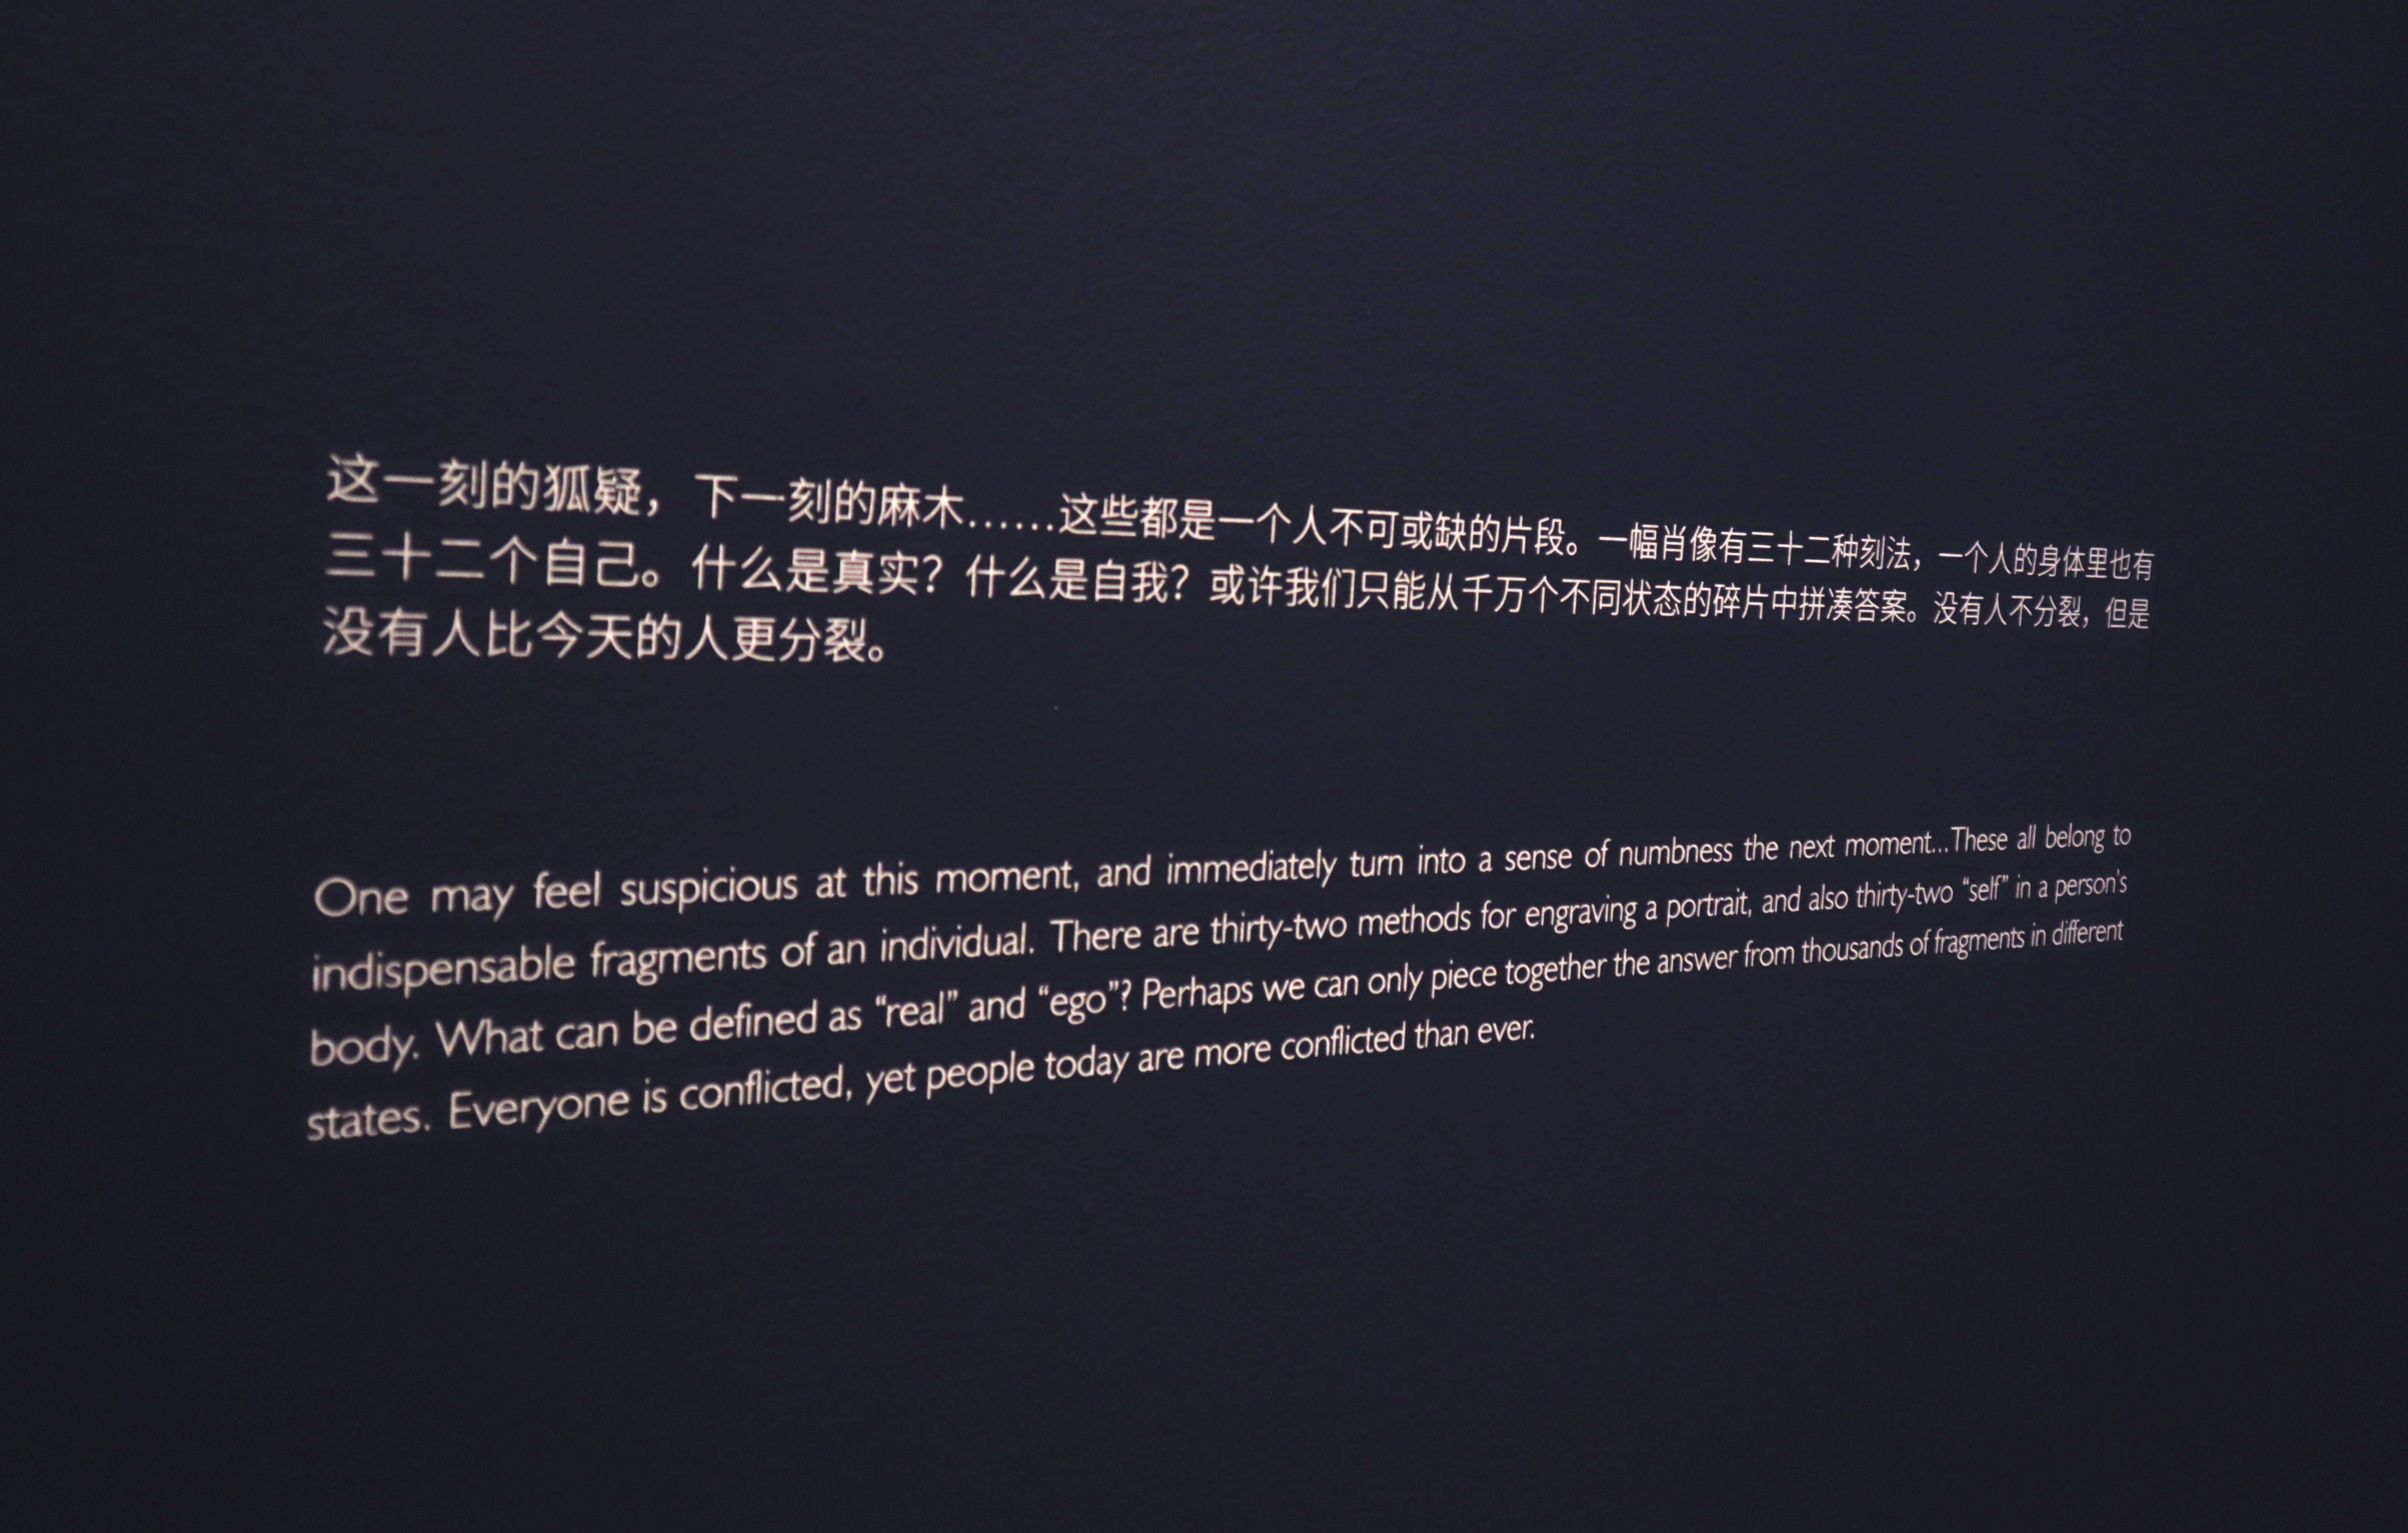 这一刻的狐疑，下一刻的麻木……这些都是一个人不可或缺的片段。一幅肖像有三十二种刻法，一个人的身体里也有
三十二个自己。什么是真实？什么是自我？或许我们只能从千万个不同状态的碎片中拼凑答案。没有人不分裂，但是
没有人比今天的人更分裂。
One may feel suspicious at this moment, and immediately turn into a sense of numbness the next moment...These all belong to
indispensable fragments of an individual. There are thirty-two methods for engraving a portrait, and also thirty-two “self” in a person's
body. What can be defined as “real” and “ego”? Perhaps we can only piece together the answer from thousands of fragments in different
states. Everyone is conflicted, yet people today are more conflicted than ever.